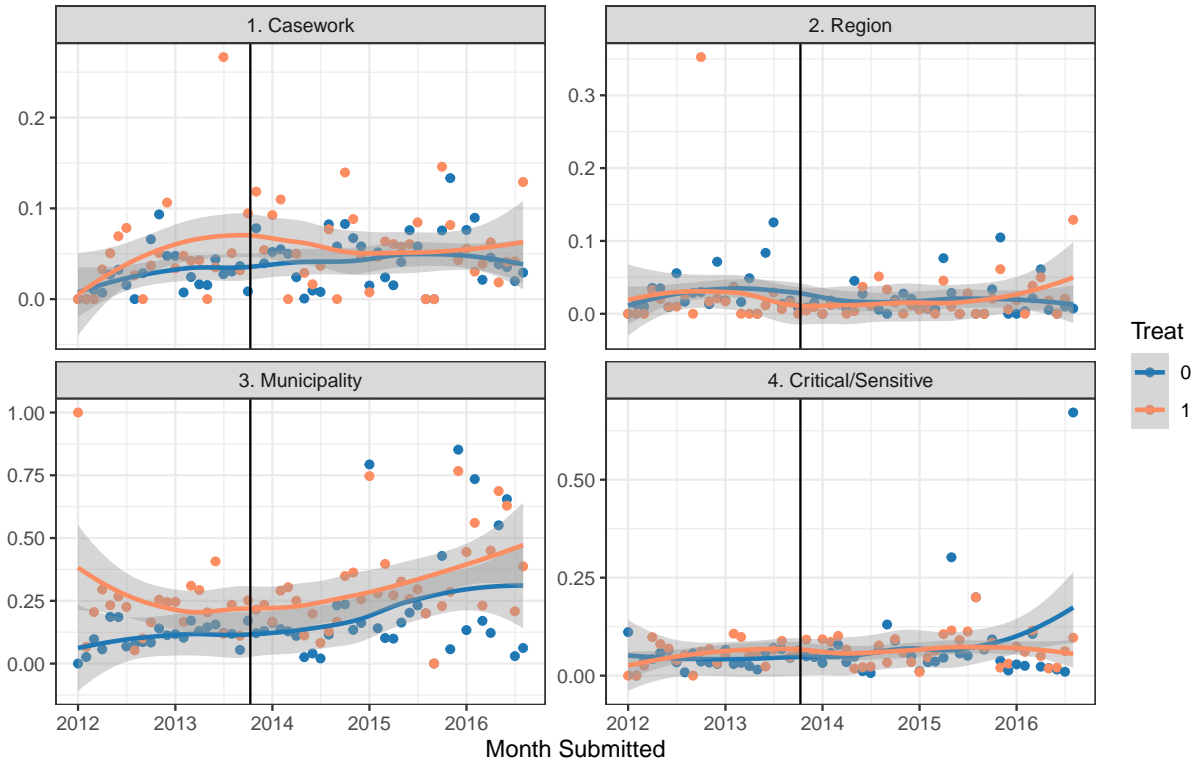 1. Casework
2. Region
0.2
0.1
0.0
0.3
0.2
0.1
0.0
3. Municipality
4. Critical/Sensitive
1.00
0.75
0.50
0.25
0.00
0.50
0.25
0.00
2012 2013 2014 2015 2016
2012 2013 2014 2015 2016
Month Submitted
Treat
0
1